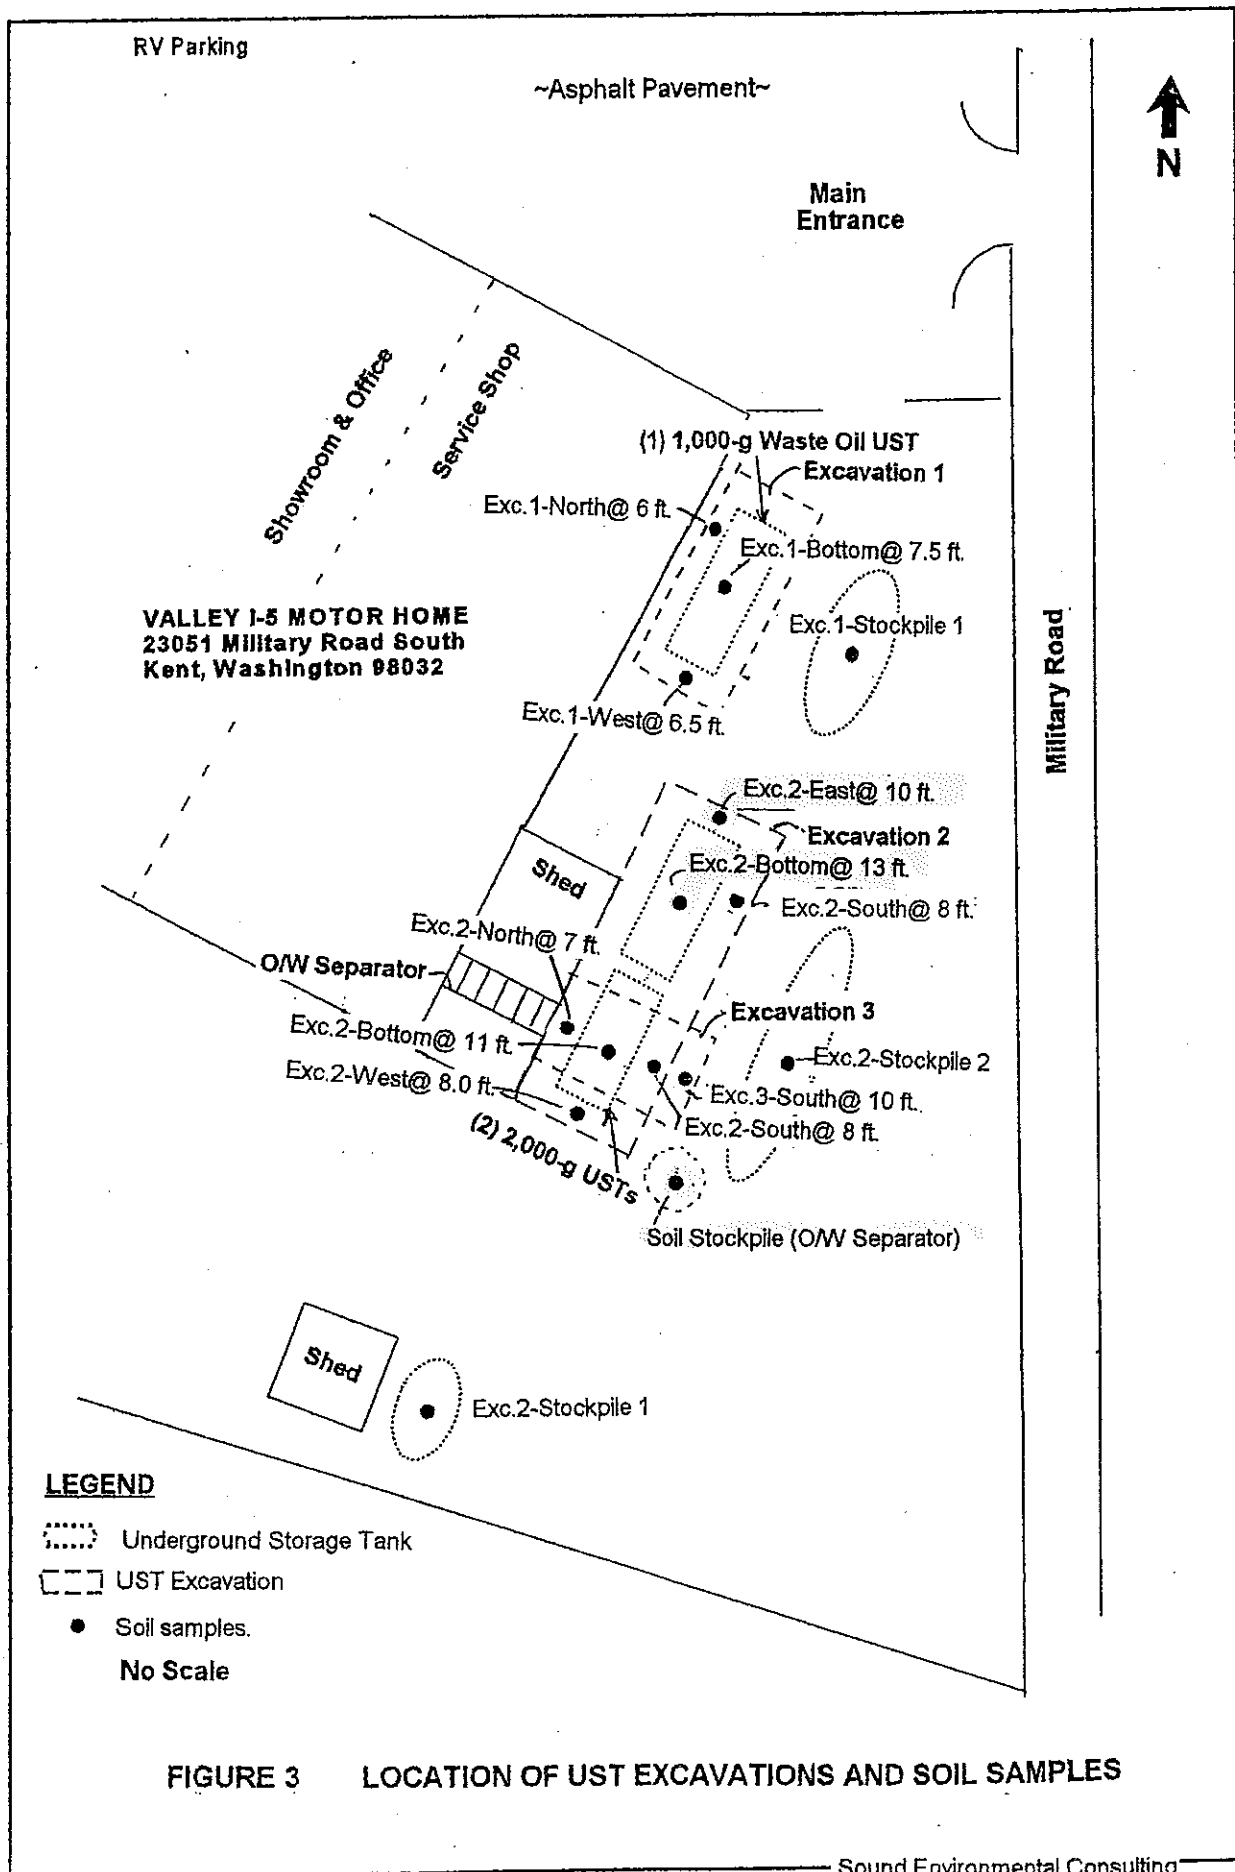 RV Parking
~Asphalt Pavement~
N
Main
Entrance
Showroom & Office
Service Shop
(1) 1,000-g Waste Oil UST
Excavation 1
Exc.1-North@ 6 ft.
Exc.1-Bottom@ 7.5 ft.
VALLEY I-5 MOTOR HOME
23051 Military Road South
Kent, Washington 98032
Exc.1-Stockpile 1
Military Road
Exc.1-West@ 6.5 ft.
Exc.2-East@ 10 ft.
Excavation 2
Shed
Exc.2-Bottom@ 13 ft.
Exc.2-South@ 8 ft.
Exc.2-North@ 7 ft.
O/W Separator
Excavation 3
Exc.2-Bottom@ 11 ft.
Exc.2-Stockpile 2
Exc.2-West@ 8.0 ft.
Exc.3-South@ 10 ft.
Exc.2-South@ 8 ft.
(2) 2,000-g USTs
Soil Stockpile (O/W Separator)
Shed
Exc.2-Stockpile 1
LEGEND
Underground Storage Tank
UST Excavation
Soil samples.
No Scale
FIGURE 3 LOCATION OF UST EXCAVATIONS AND SOIL SAMPLES
Sound Environmental Consulting